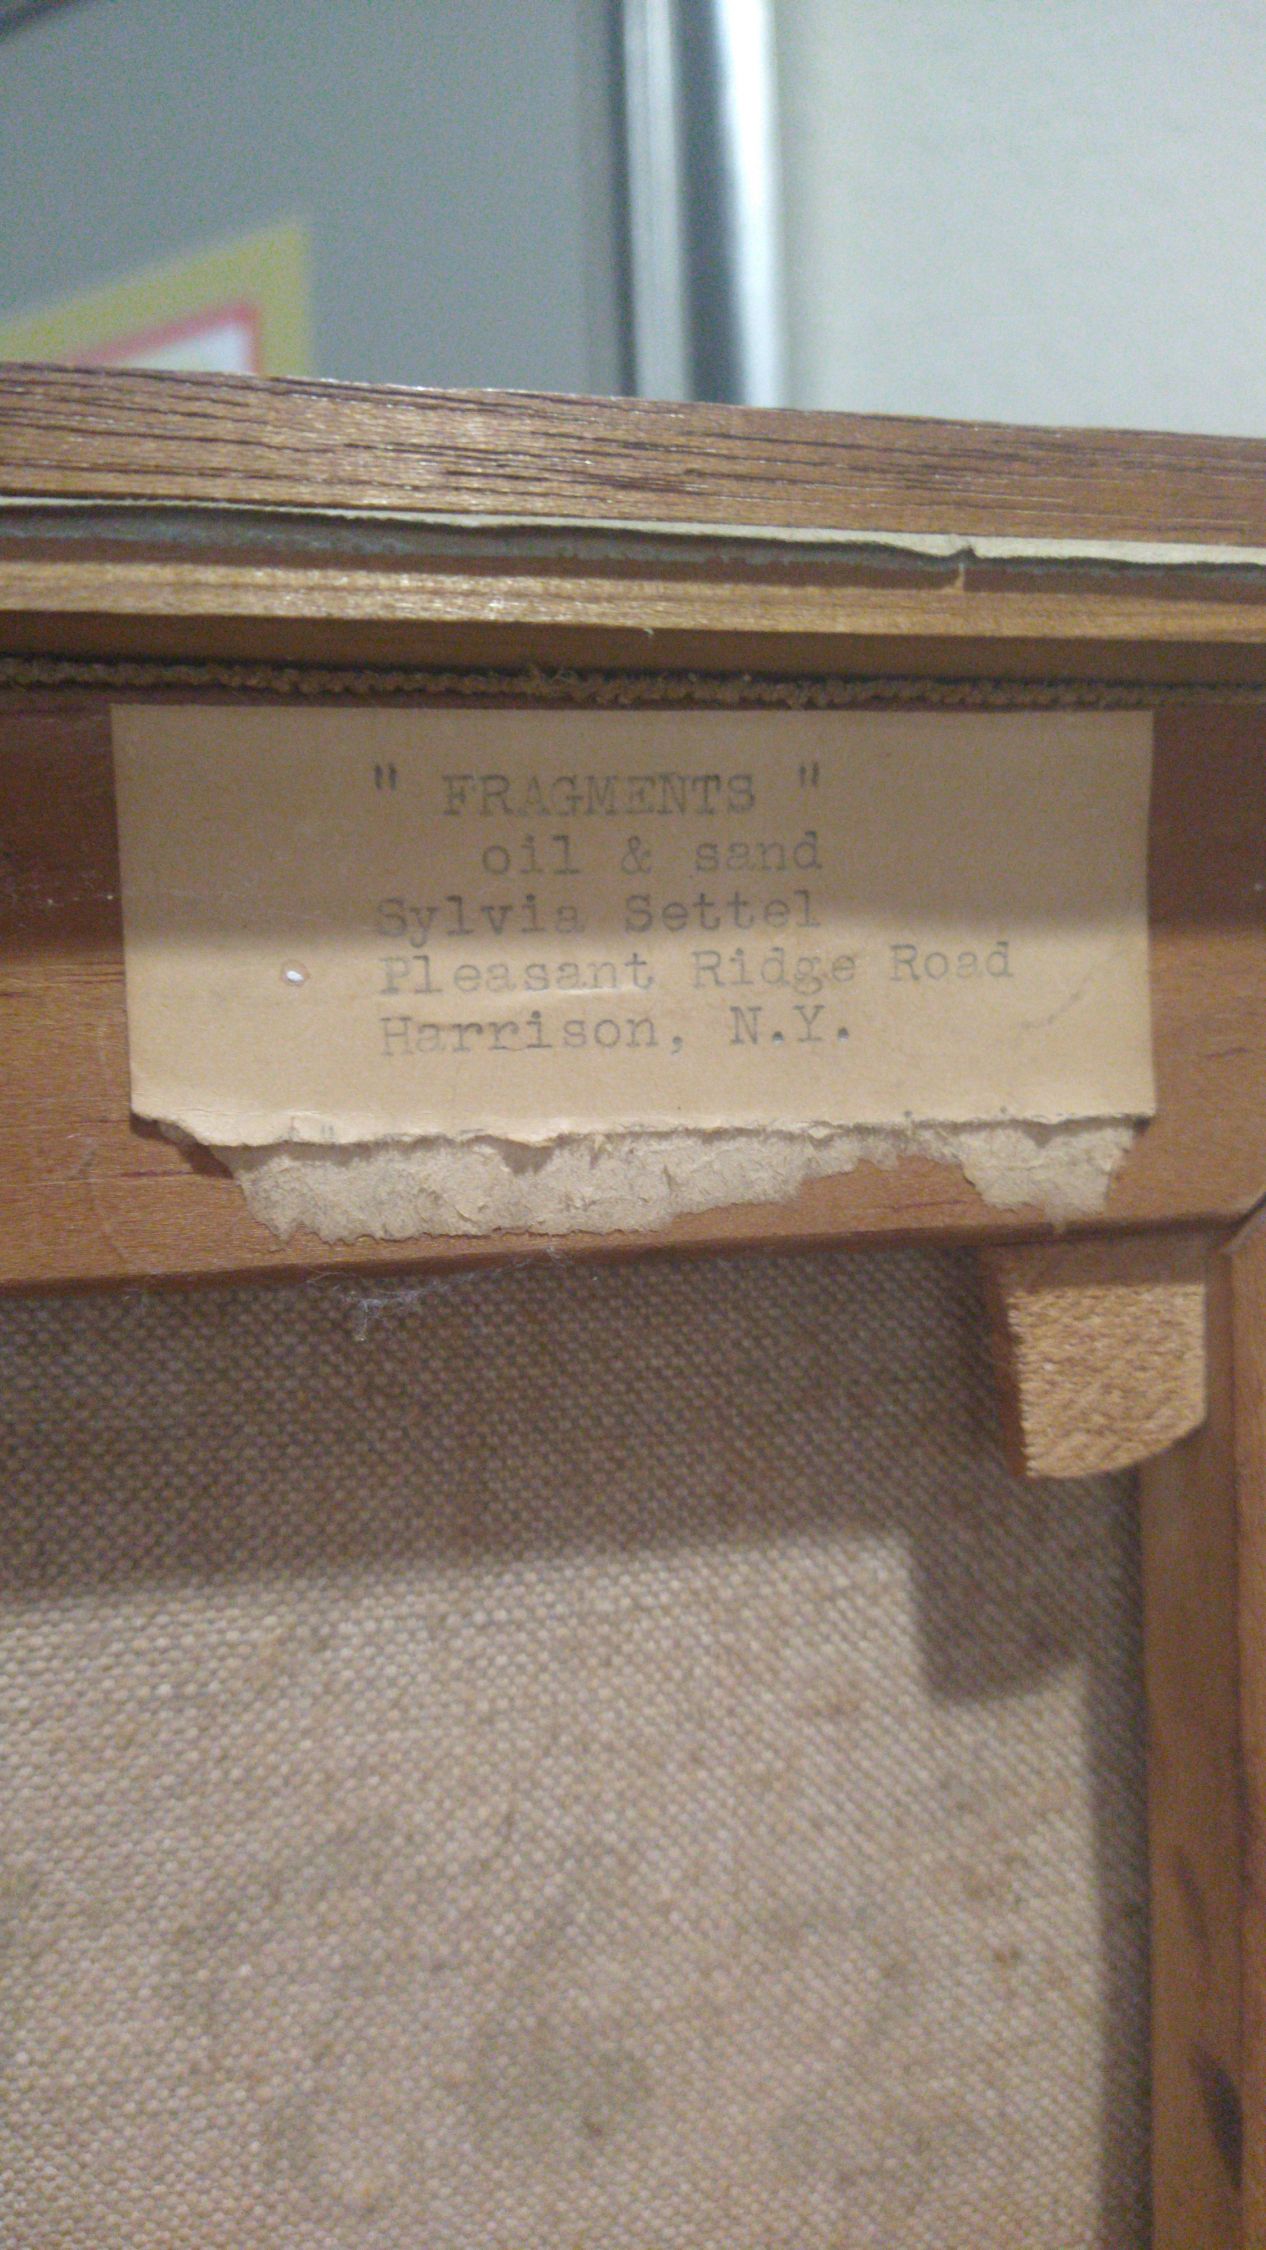 " FRAGMENTS "
oil & sand
Sylvia Settel
Pleasant Ridge Road
Harrison, N.Y.